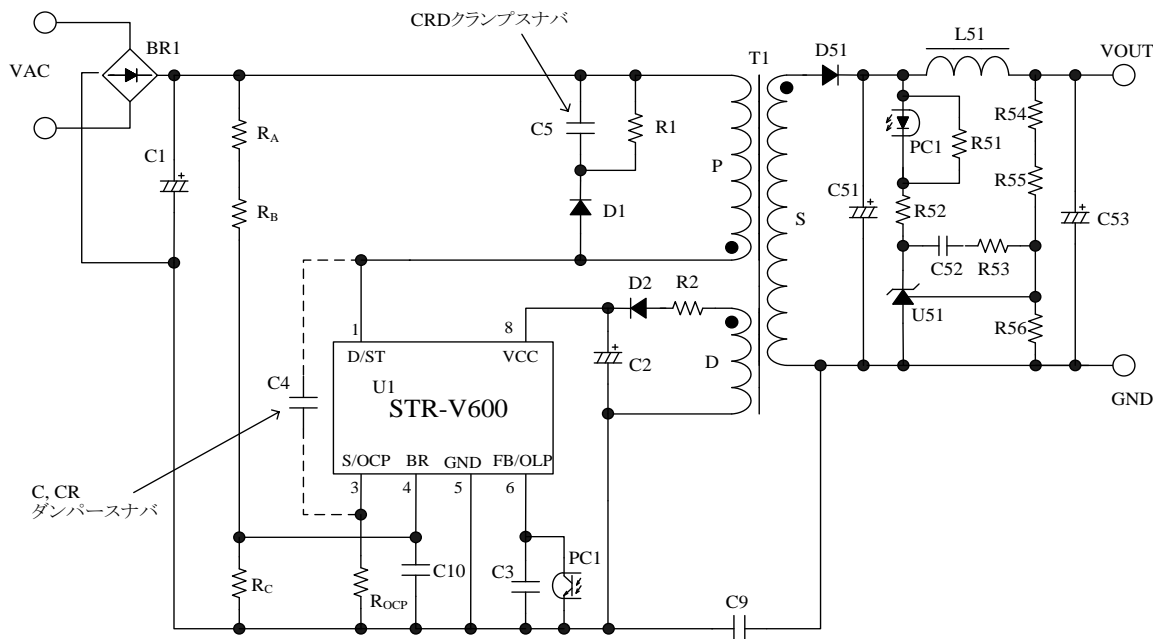 CRDクランプスナバ
BR1
VAC
C1
RA
RB
C5
R1
D1
T1
P
S
D51
L51
VOUT
PC1
R51
R54
R55
C51
R52
C52
R53
C53
U51
R56
GND
D2
R2
C2
D
1
8
D/ST
VCC
C4
U1
STR-V600
S/OCP
BR
GND
FB/OLP
3
4
5
6
C, CR
ダンパースナバ
RC
ROCP
C10
C3
PC1
C9